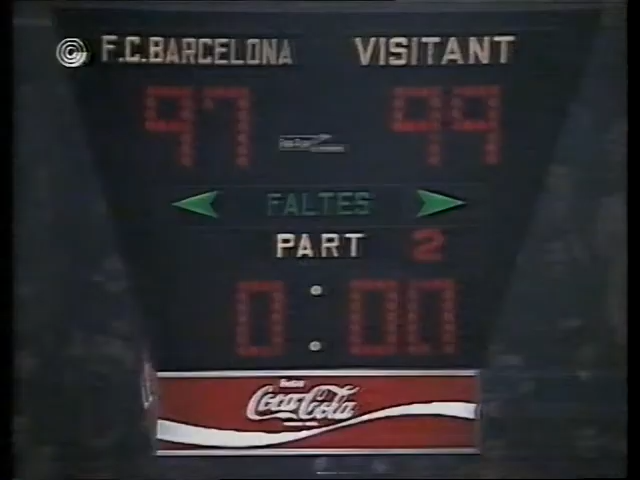 F.C.BARCELONA VISITANT
97 99
FALTES
PART 2
0:00
Coca-Cola